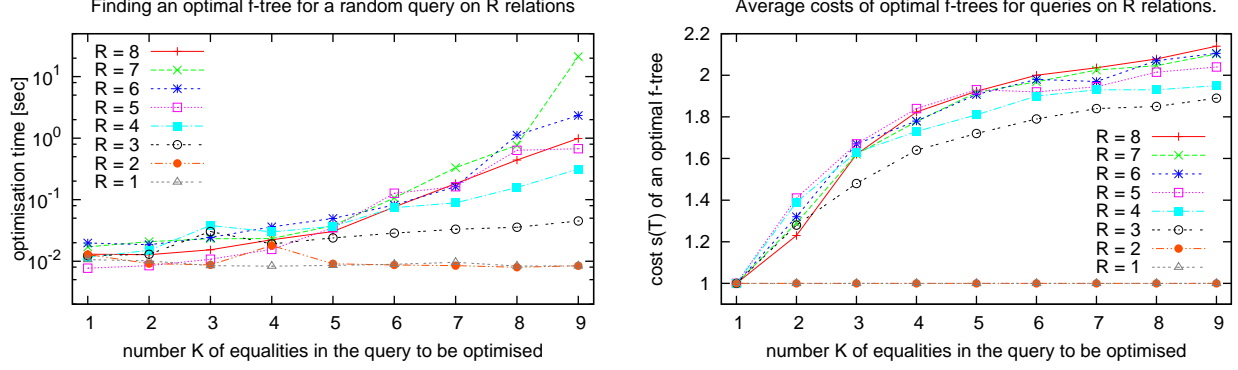 Finding an optimal f-tree for a random query on R relations
optimisation time [sec]
10^1
10^0
10^-1
10^-2
R = 8
R = 7
R = 6
R = 5
R = 4
R = 3
R = 2
R = 1
1 2 3 4 5 6 7 8 9
number K of equalities in the query to be optimised
Average costs of optimal f-trees for queries on R relations.
cost s(T) of an optimal f-tree
2.2
2
1.8
1.6
1.4
1.2
1
R = 8
R = 7
R = 6
R = 5
R = 4
R = 3
R = 2
R = 1
1 2 3 4 5 6 7 8 9
number K of equalities in the query to be optimised